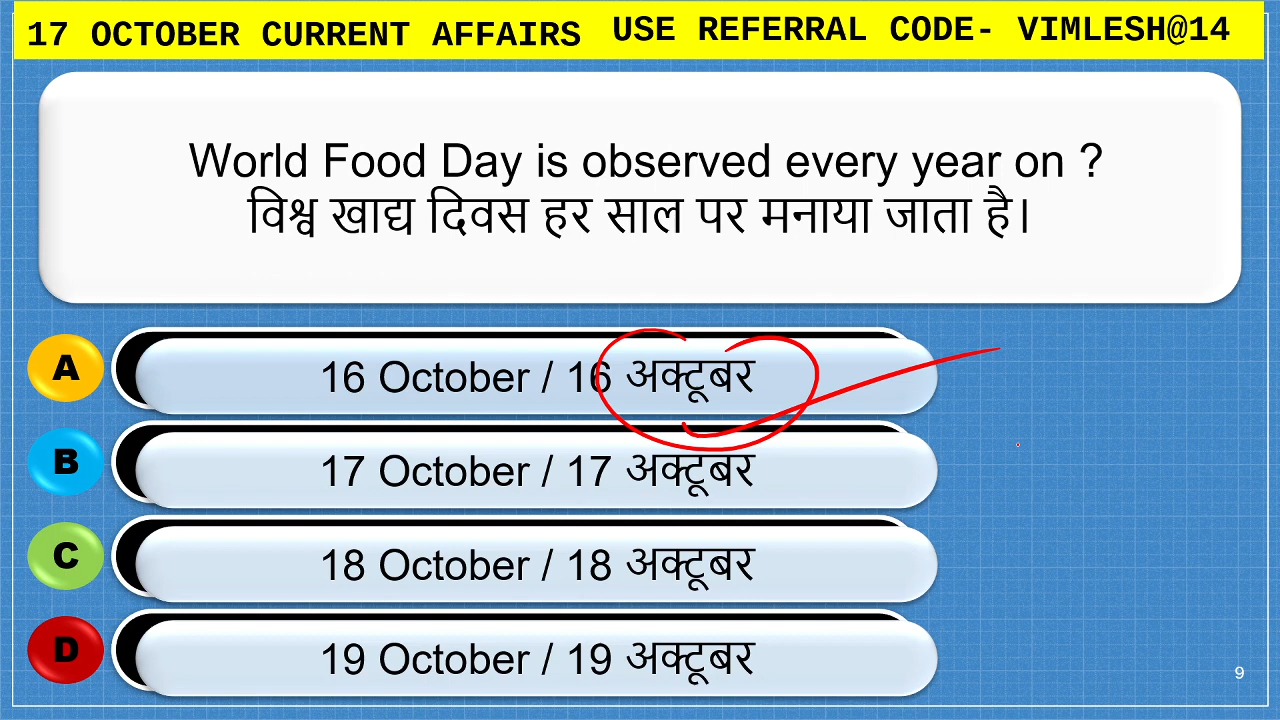 17 OCTOBER CURRENT AFFAIRS USE REFERRAL CODE- VIMLESH@14
World Food Day is observed every year on ?
विश्व खाद्य दिवस हर साल पर मनाया जाता है।
A 16 October / 16 अक्टूबर
B 17 October / 17 अक्टूबर
C 18 October / 18 अक्टूबर
D 19 October / 19 अक्टूबर
9